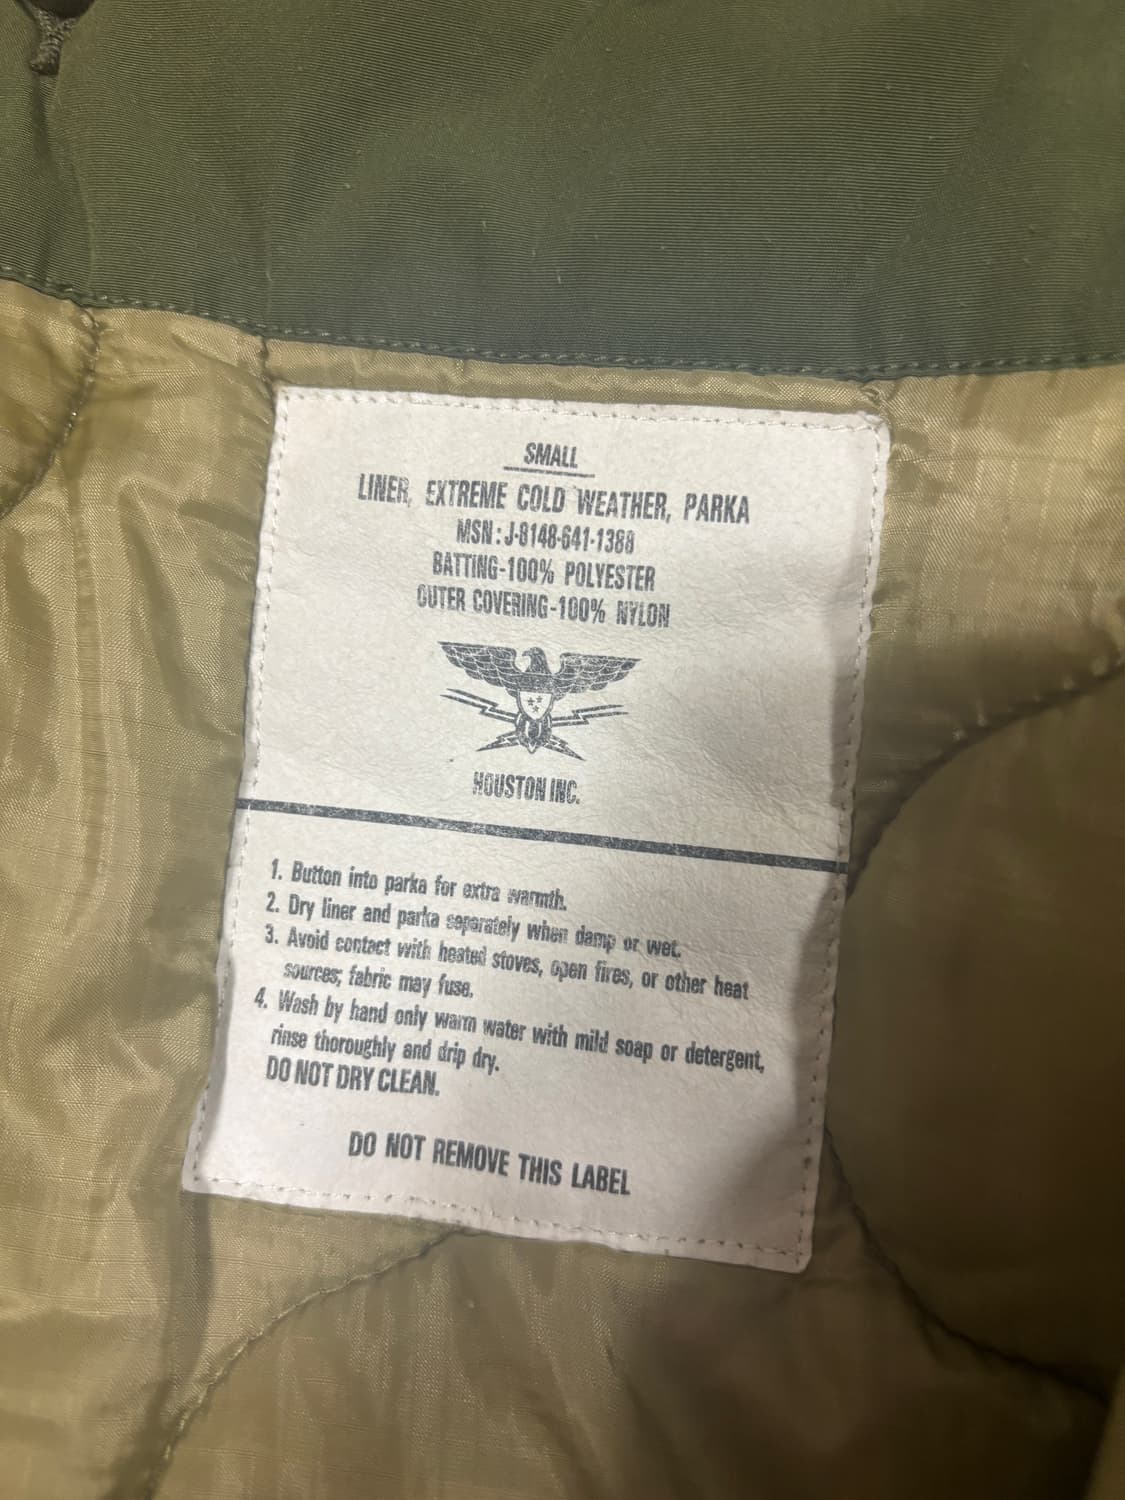 SMALL
LINER, EXTREME COLD WEATHER, PARKA
MSN: J-8148-641-1388
BATTING-100% POLYESTER
OUTER COVERING-100% NYLON
HOUSTON INC.
1. Button into parka for extra warmth.
2. Dry liner and parka separately when damp or wet.
3. Avoid contact with heated stoves, open fires, or other heat
sources; fabric may fuse.
4. Wash by hand only warm water with mild soap or detergent,
rinse thoroughly and drip dry.
DO NOT DRY CLEAN.
DO NOT REMOVE THIS LABEL